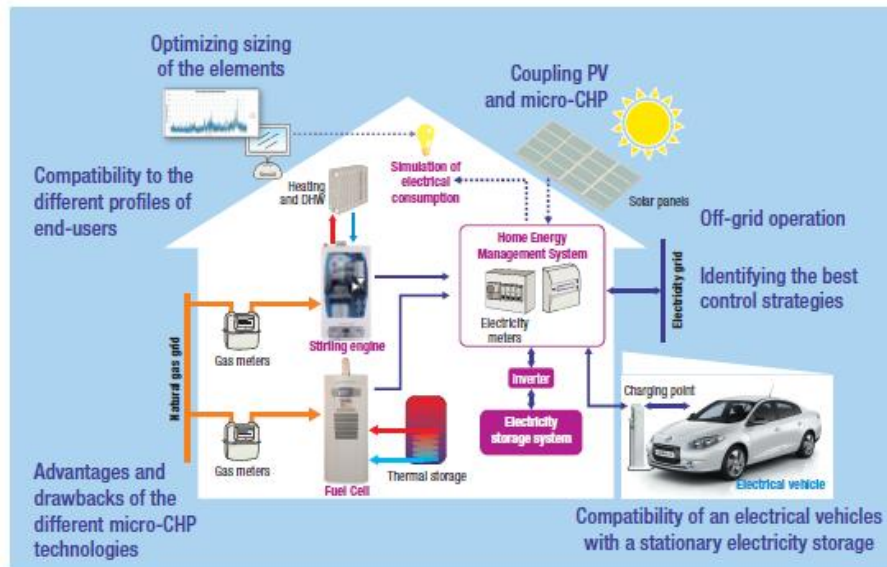 Optimizing sizing
of the elements
Coupling PV
and micro-CHP
Compatibility to the
different profiles of
end-users
Heating
and DHW
Simulation of
electrical
consumption
Solar panels
Off-grid operation
Identifying the best
control strategies
Home Energy
Management System
Electricity
meters
Electricity grid
Natural gas grid
Gas meters
Stirling engine
Inverter
Electricity
storage system
Charging point
Electrical vehicle
Gas meters
Fuel Cell
Thermal storage
Advantages and
drawbacks of the
different micro-CHP
technologies
Compatibility of an electrical vehicles
with a stationary electricity storage